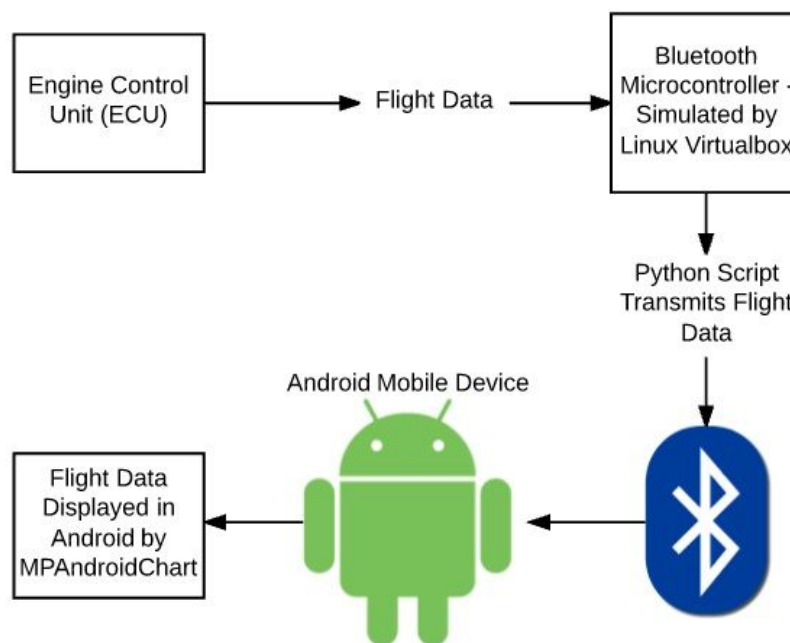 Engine Control
Unit (ECU)
Flight Data
Bluetooth
Microcontroller -
Simulated by
Linux Virtualbox
Python Script
Transmits Flight
Data
Android Mobile Device
Flight Data
Displayed in
Android by
MPAndroidChart